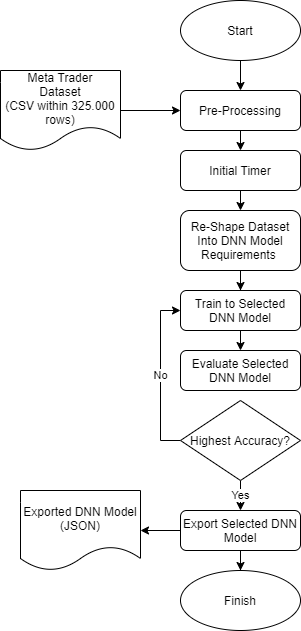 Start
Meta Trader
Dataset
(CSV within 325.000
rows)
Pre-Processing
Initial Timer
Re-Shape Dataset
Into DNN Model
Requirements
Train to Selected
DNN Model
Evaluate Selected
DNN Model
No
Highest Accuracy?
Yes
Exported DNN Model
(JSON)
Export Selected DNN
Model
Finish